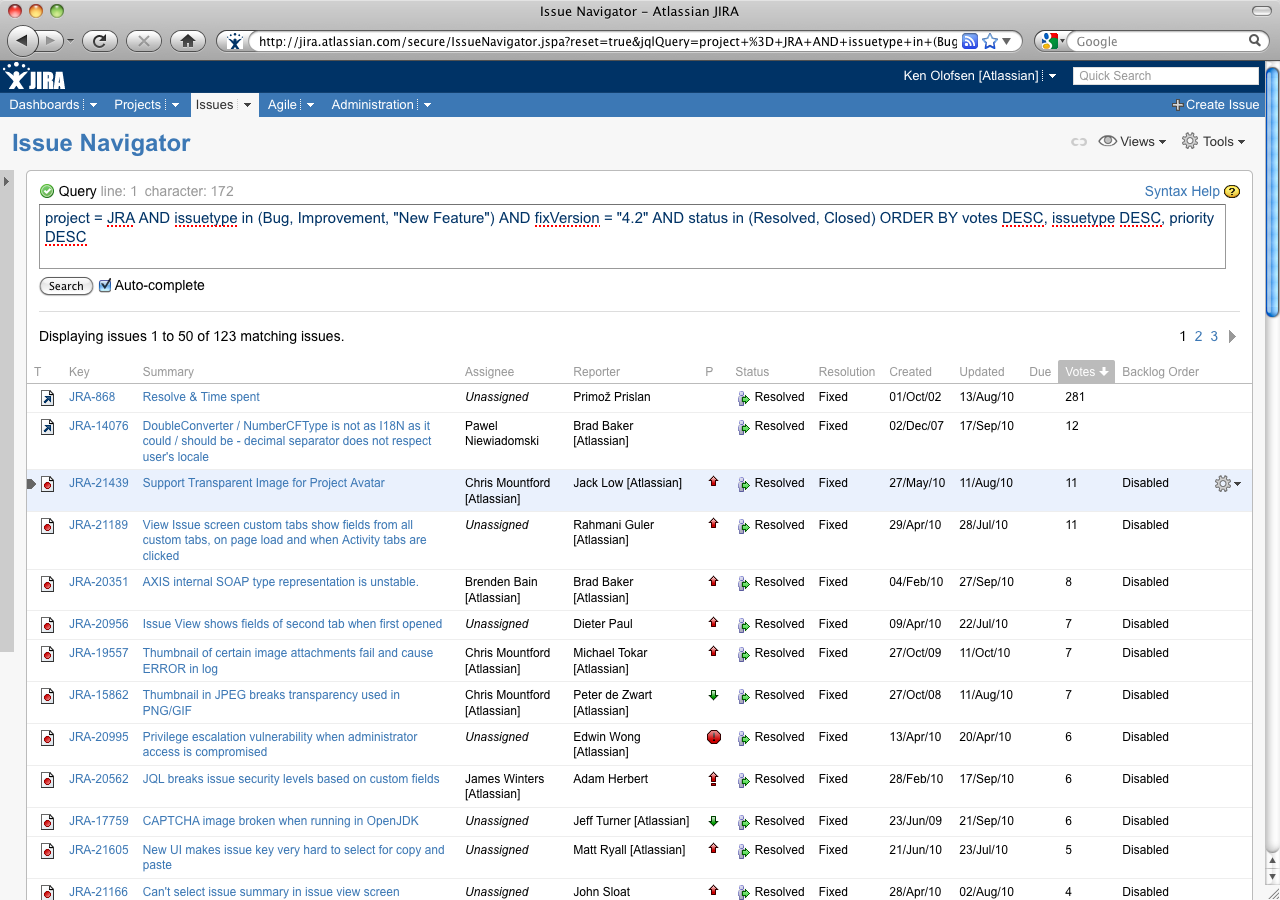 Issue Navigator – Atlassian JIRA
http://jira.atlassian.com/secure/IssueNavigator.jspa?reset=true&jqlQuery=project+%3D+JRA+AND+issuetype+in+(Bug
Google
JIRA
Ken Olofsen [Atlassian]
Quick Search
Dashboards Projects Issues Agile Administration
Create Issue
Issue Navigator
Views Tools
Query line: 1 character: 172
Syntax Help ?
project = JRA AND issuetype in (Bug, Improvement, "New Feature") AND fixVersion = "4.2" AND status in (Resolved, Closed) ORDER BY votes DESC, issuetype DESC, priority
DESC
Search Auto-complete
Displaying issues 1 to 50 of 123 matching issues.
1 2 3
T Key Summary Assignee Reporter P Status Resolution Created Updated Due Votes Backlog Order
JRA-868 Resolve & Time spent Unassigned Primož Prislan Resolved Fixed 01/Oct/02 13/Aug/10 281
JRA-14076 DoubleConverter / NumberCFType is not as I18N as it Pawel Brad Baker Resolved Fixed 02/Dec/07 17/Sep/10 12
could / should be - decimal separator does not respect Niewiadomski [Atlassian]
user's locale
JRA-21439 Support Transparent Image for Project Avatar Chris Mountford Jack Low [Atlassian] Resolved Fixed 27/May/10 11/Aug/10 11 Disabled
[Atlassian]
JRA-21189 View Issue screen custom tabs show fields from all Unassigned Rahmani Guler Resolved Fixed 29/Apr/10 28/Jul/10 11 Disabled
custom tabs, on page load and when Activity tabs are [Atlassian]
clicked
JRA-20351 AXIS internal SOAP type representation is unstable. Brenden Bain Brad Baker Resolved Fixed 04/Feb/10 27/Sep/10 8 Disabled
[Atlassian] [Atlassian]
JRA-20956 Issue View shows fields of second tab when first opened Unassigned Dieter Paul Resolved Fixed 09/Apr/10 22/Jul/10 7 Disabled
JRA-19557 Thumbnail of certain image attachments fail and cause Chris Mountford Michael Tokar Resolved Fixed 27/Oct/09 11/Oct/10 7 Disabled
ERROR in log [Atlassian] [Atlassian]
JRA-15862 Thumbnail in JPEG breaks transparency used in Chris Mountford Peter de Zwart Resolved Fixed 27/Oct/08 11/Aug/10 7 Disabled
PNG/GIF [Atlassian] [Atlassian]
JRA-20995 Privilege escalation vulnerability when administrator Unassigned Edwin Wong Resolved Fixed 13/Apr/10 20/Apr/10 6 Disabled
access is compromised [Atlassian]
JRA-20562 JQL breaks issue security levels based on custom fields James Winters Adam Herbert Resolved Fixed 28/Feb/10 17/Sep/10 6 Disabled
[Atlassian]
JRA-17759 CAPTCHA image broken when running in OpenJDK Unassigned Jeff Turner [Atlassian] Resolved Fixed 23/Jun/09 21/Sep/10 6 Disabled
JRA-21605 New UI makes issue key very hard to select for copy and Unassigned Matt Ryall [Atlassian] Resolved Fixed 21/Jun/10 23/Jul/10 5 Disabled
paste
JRA-21166 Can't select issue summary in issue view screen Unassigned John Sloat Resolved Fixed 28/Apr/10 02/Aug/10 4 Disabled